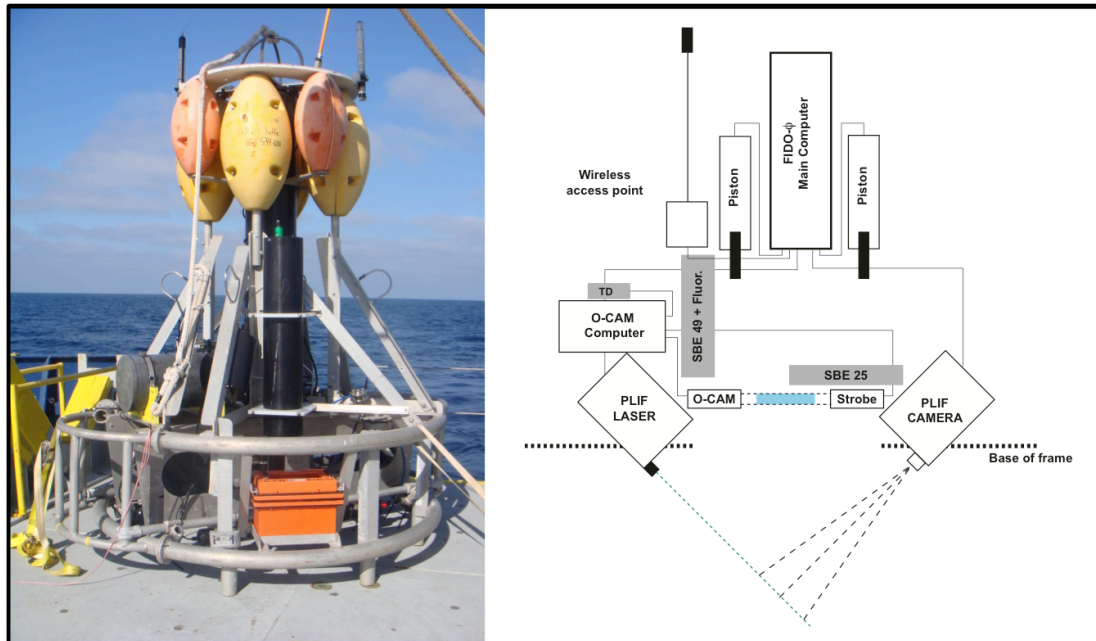 Wireless
access point
Piston
FIDO-ϕ
Main Computer
Piston
TD
O-CAM
Computer
SBE 49 + Fluor.
SBE 25
PLIF
LASER
O-CAM
Strobe
PLIF
CAMERA
Base of frame